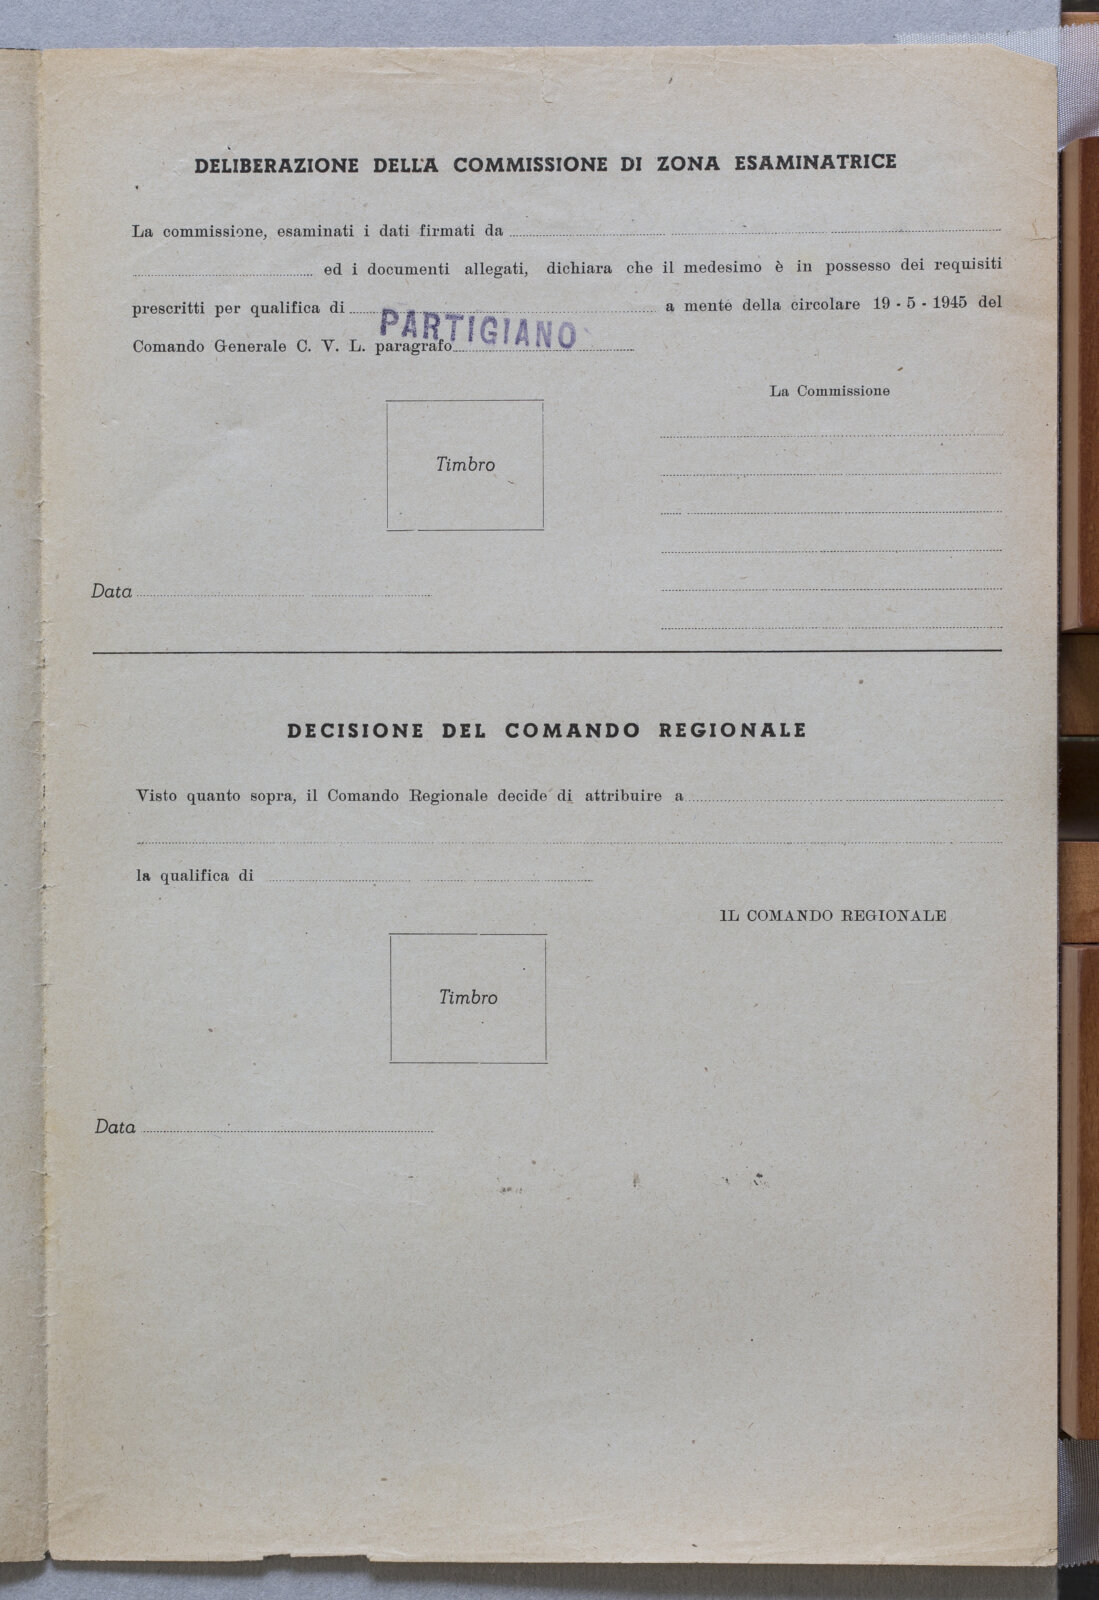 DELIBERAZIONE DELLA COMMISSIONE DI ZONA ESAMINATRICE
La commissione, esaminati i dati firmati da
ed i documenti allegati, dichiara che il medesimo è in possesso dei requisiti
prescritti per qualifica di PARTIGIANO a mente della circolare 19 - 5 - 1945 del
Comando Generale C. V. L. paragrafo
La Commissione
Timbro
Data
DECISIONE DEL COMANDO REGIONALE
Visto quanto sopra, il Comando Regionale decide di attribuire a
la qualifica di
IL COMANDO REGIONALE
Timbro
Data